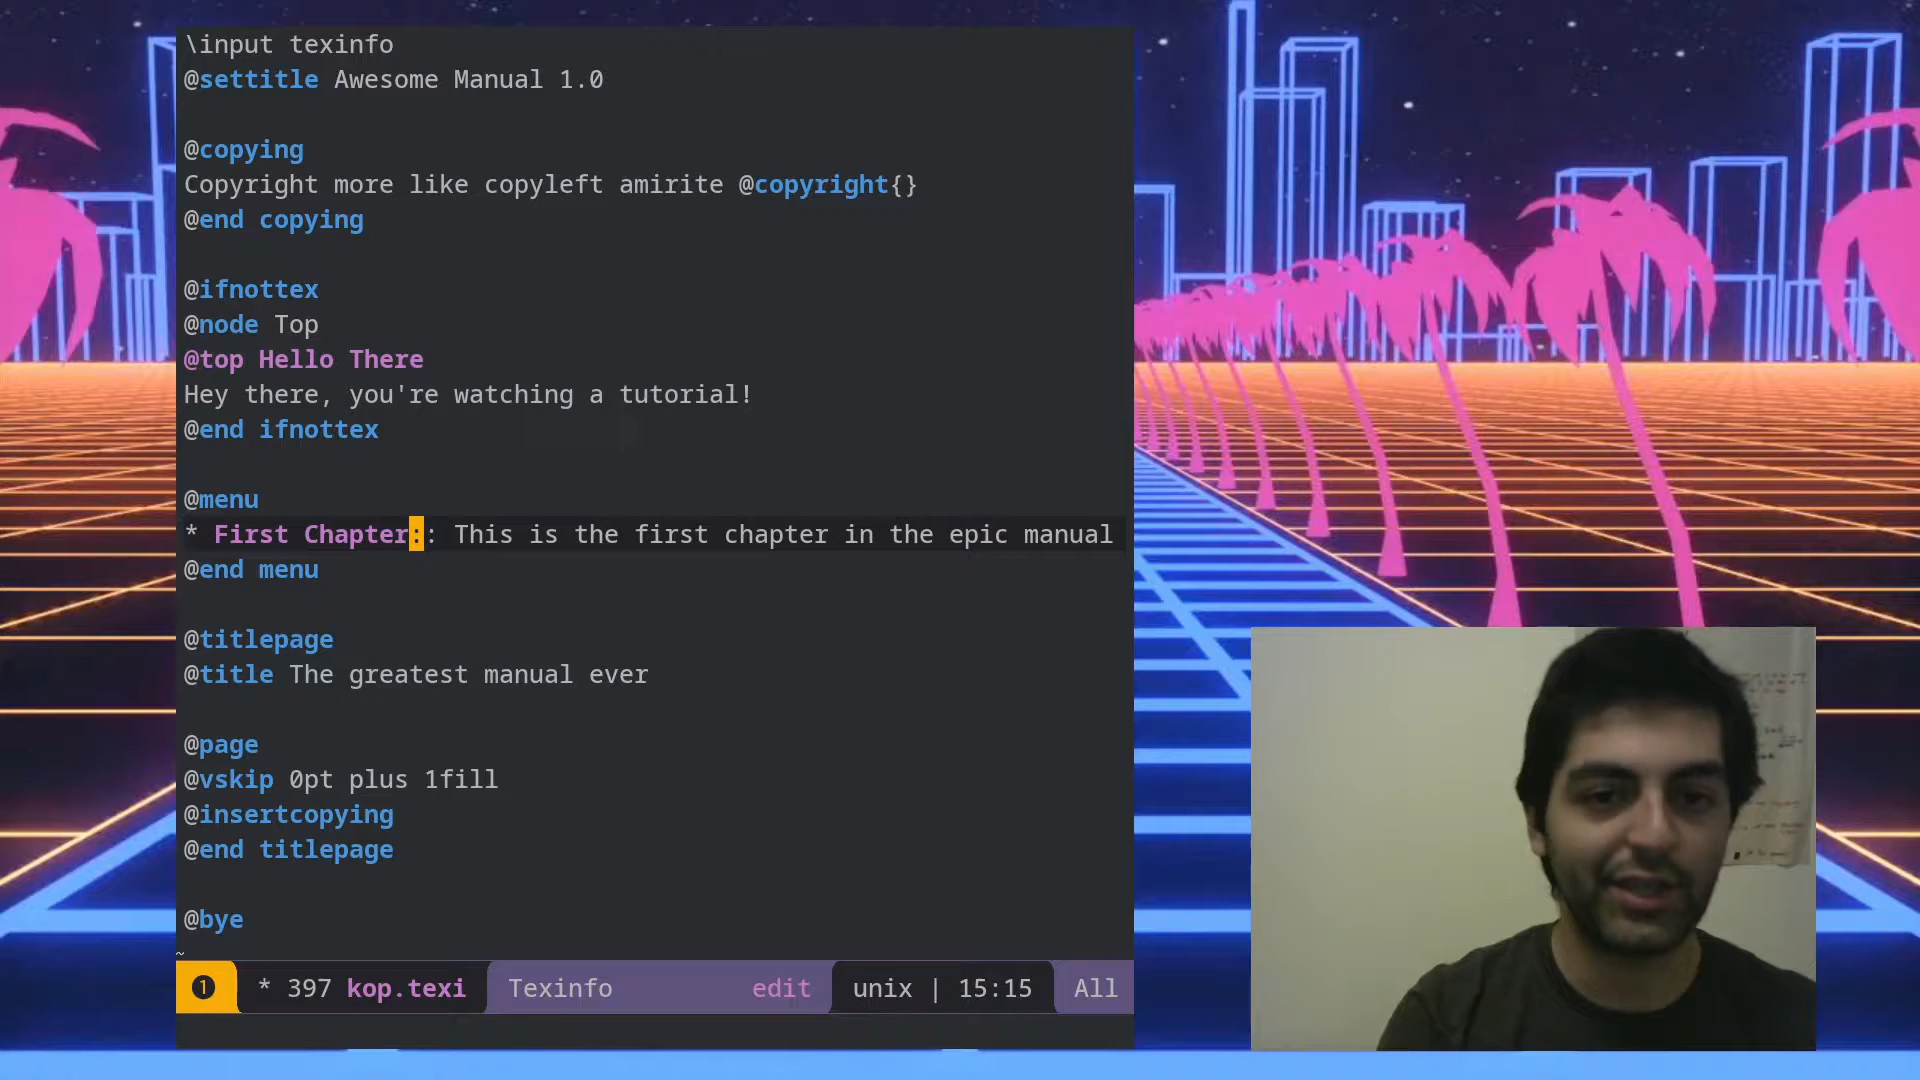 \input texinfo
@settitle Awesome Manual 1.0
@copying
Copyright more like copyleft amirite @copyright{}
@end copying
@ifnottex
@node Top
@top Hello There
Hey there, you're watching a tutorial!
@end ifnottex
@menu
* First Chapter:: This is the first chapter in the epic manual
@end menu
@titlepage
@title The greatest manual ever
@page
@vskip 0pt plus 1fill
@insertcopying
@end titlepage
@bye
~
1 * 397 kop.texi Texinfo edit unix | 15:15 All